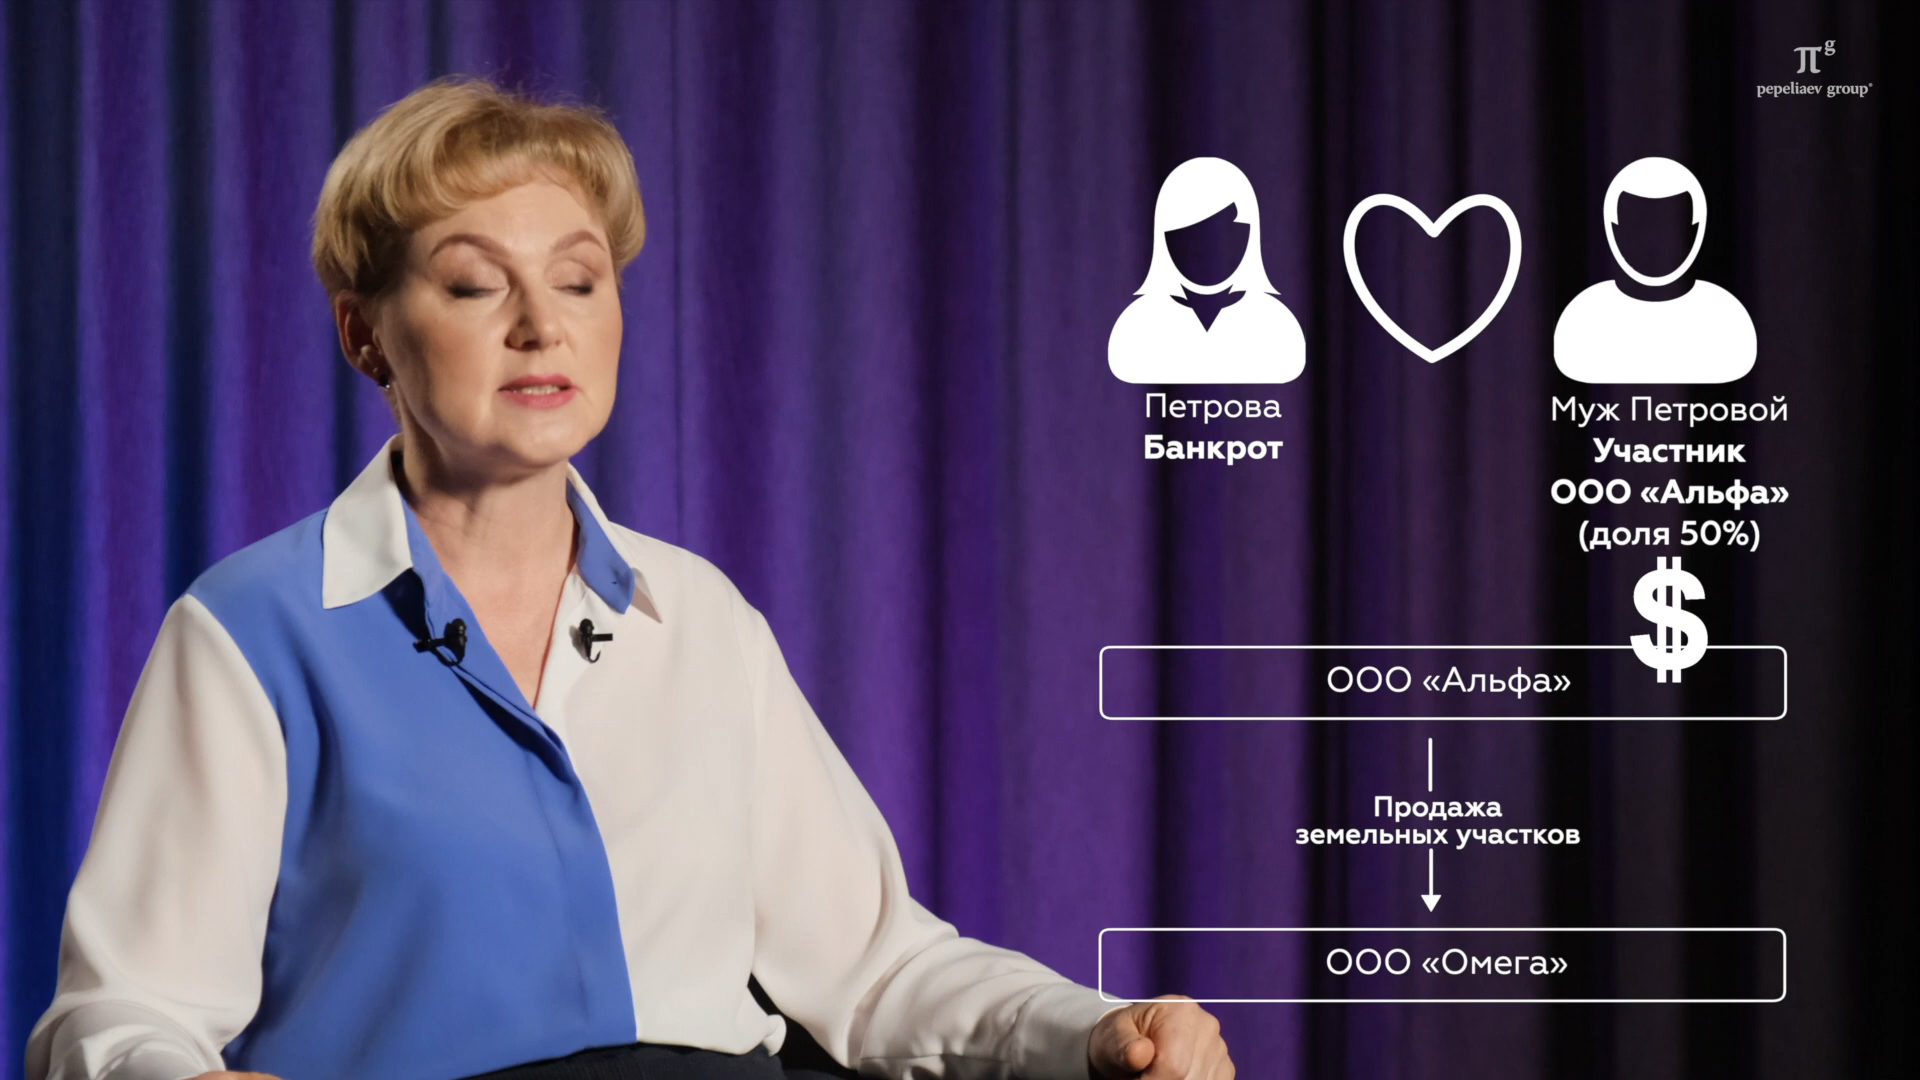 πg
pepeliaev group®
Петрова
Банкрот
Муж Петровой
Участник
ООО «Альфа»
(доля 50%)
$
ООО «Альфа»
Продажа
земельных участков
ООО «Омега»